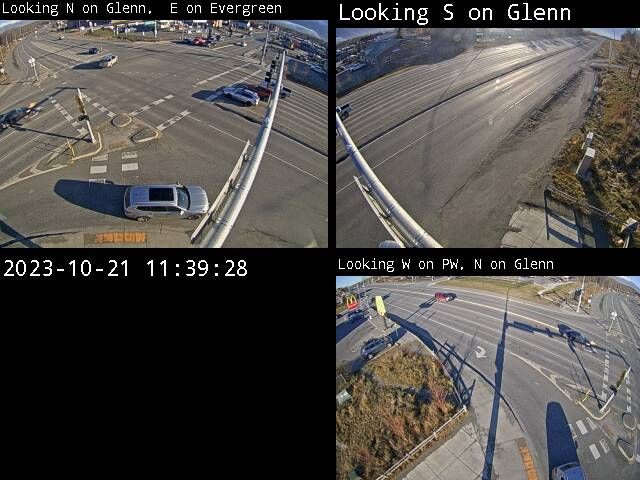 Looking N on Glenn,  E on Evergreen
Looking S on Glenn
2023-10-21 11:39:28
Looking W on PW, N on Glenn